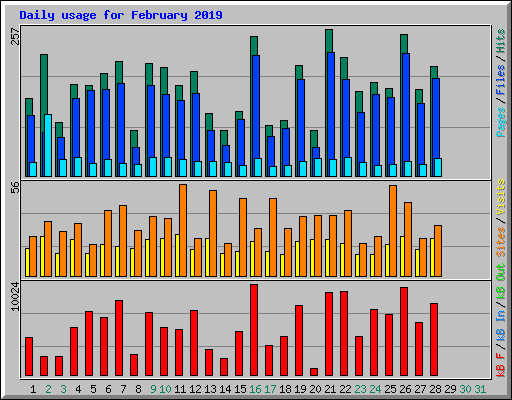 Daily usage for February 2019
257
Pages / Files / Hits
56
Sites / Visits
10024
kB F / kB In / kB Out
1 2 3 4 5 6 7 8 9 10 11 12 13 14 15 16 17 18 19 20 21 22 23 24 25 26 27 28 29 30 31